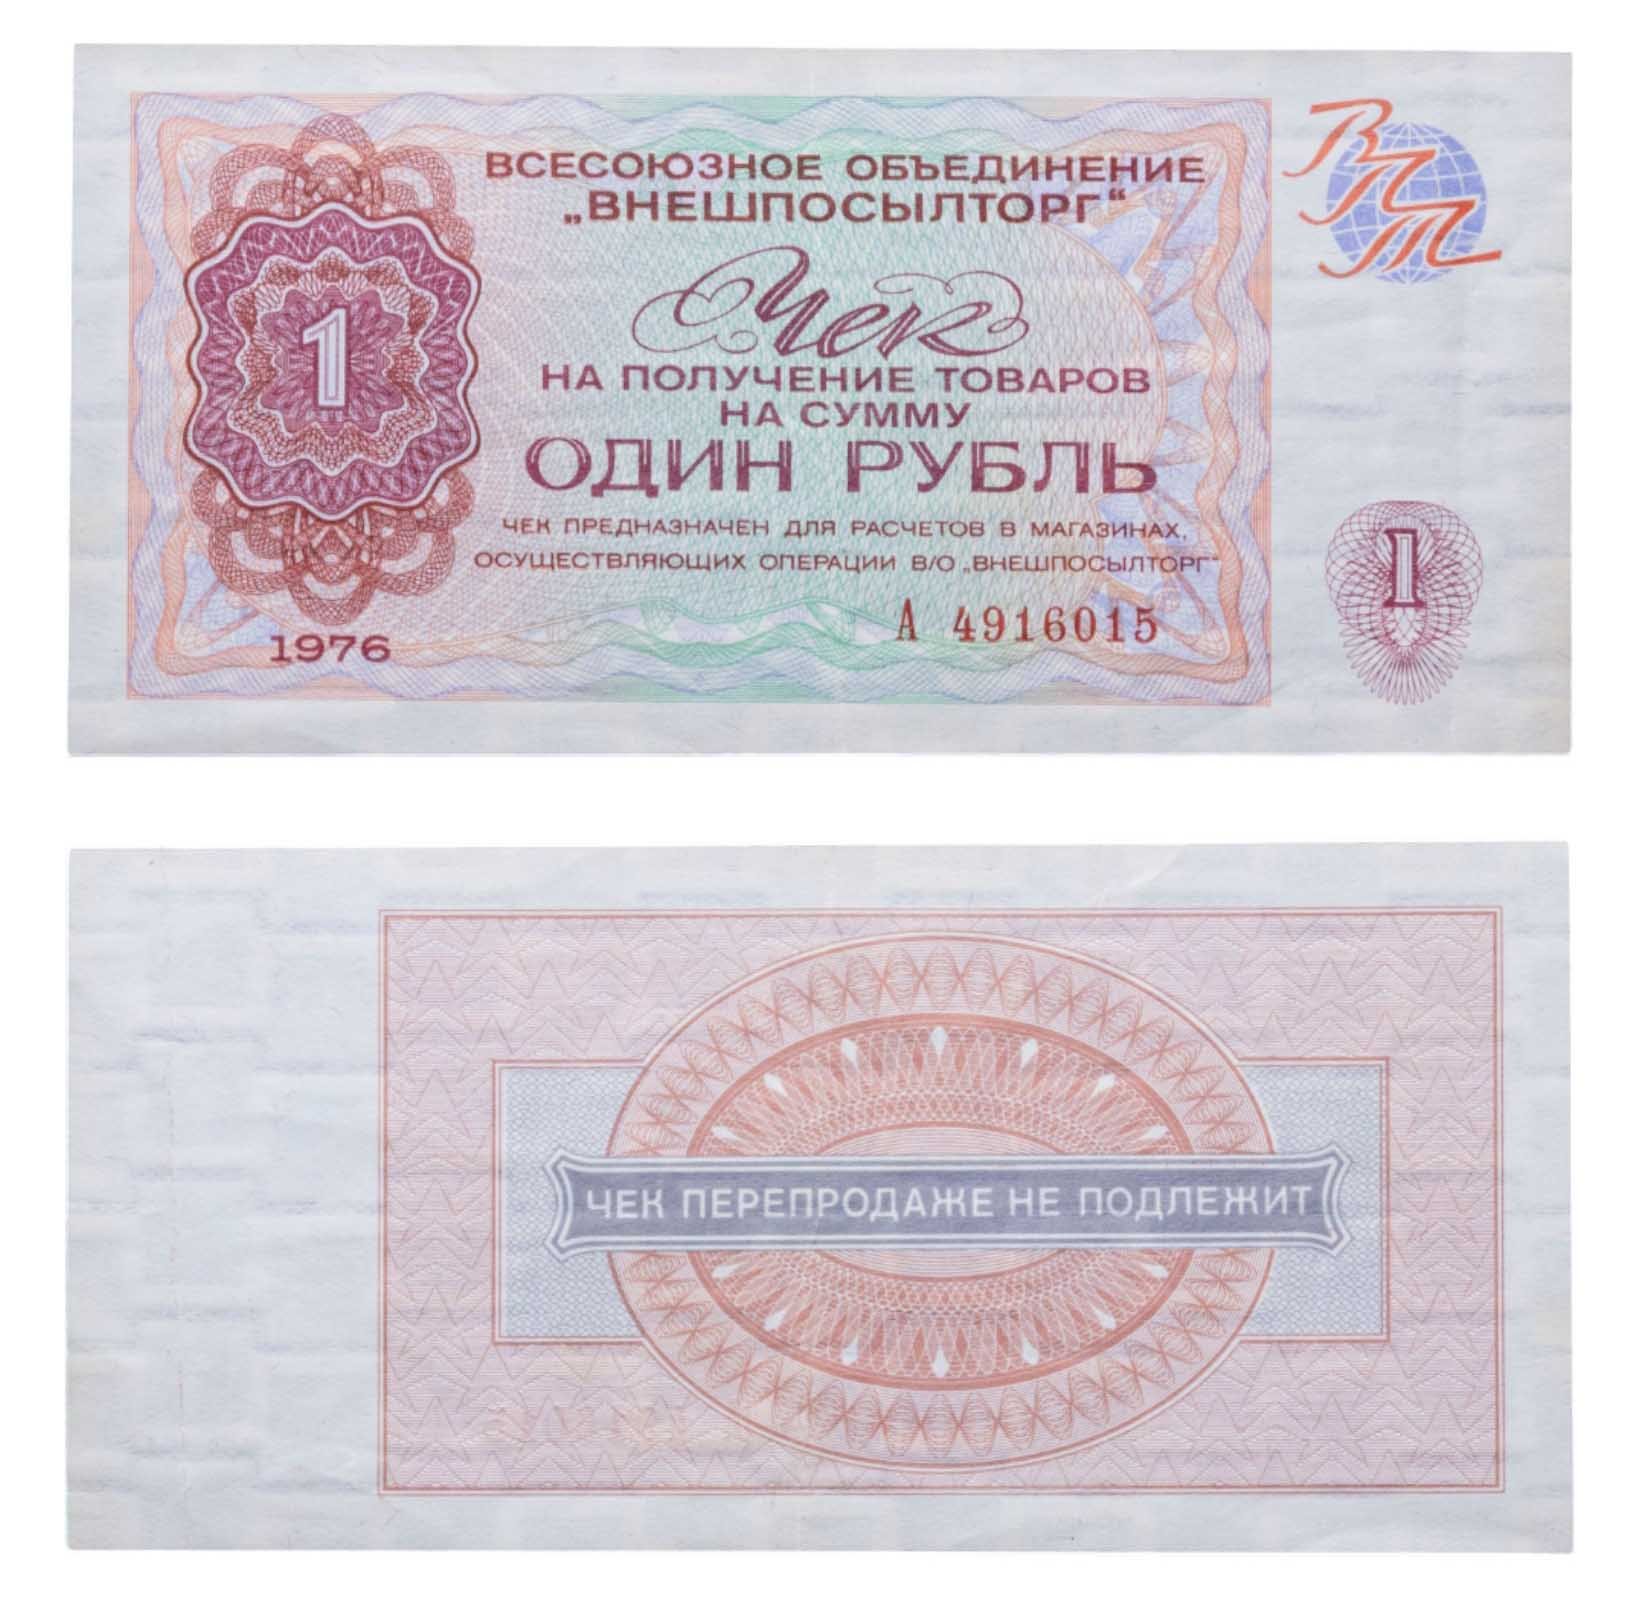 ВСЕСОЮЗНОЕ ОБЪЕДИНЕНИЕ
„ВНЕШПОСЫЛТОРГ“
ВПТ
Чек
НА ПОЛУЧЕНИЕ ТОВАРОВ
НА СУММУ
ОДИН РУБЛЬ
1
ЧЕК ПРЕДНАЗНАЧЕН ДЛЯ РАСЧЕТОВ В МАГАЗИНАХ,
ОСУЩЕСТВЛЯЮЩИХ ОПЕРАЦИИ В/О „ВНЕШПОСЫЛТОРГ“
А 4916015
1976
1
ЧЕК ПЕРЕПРОДАЖЕ НЕ ПОДЛЕЖИТ